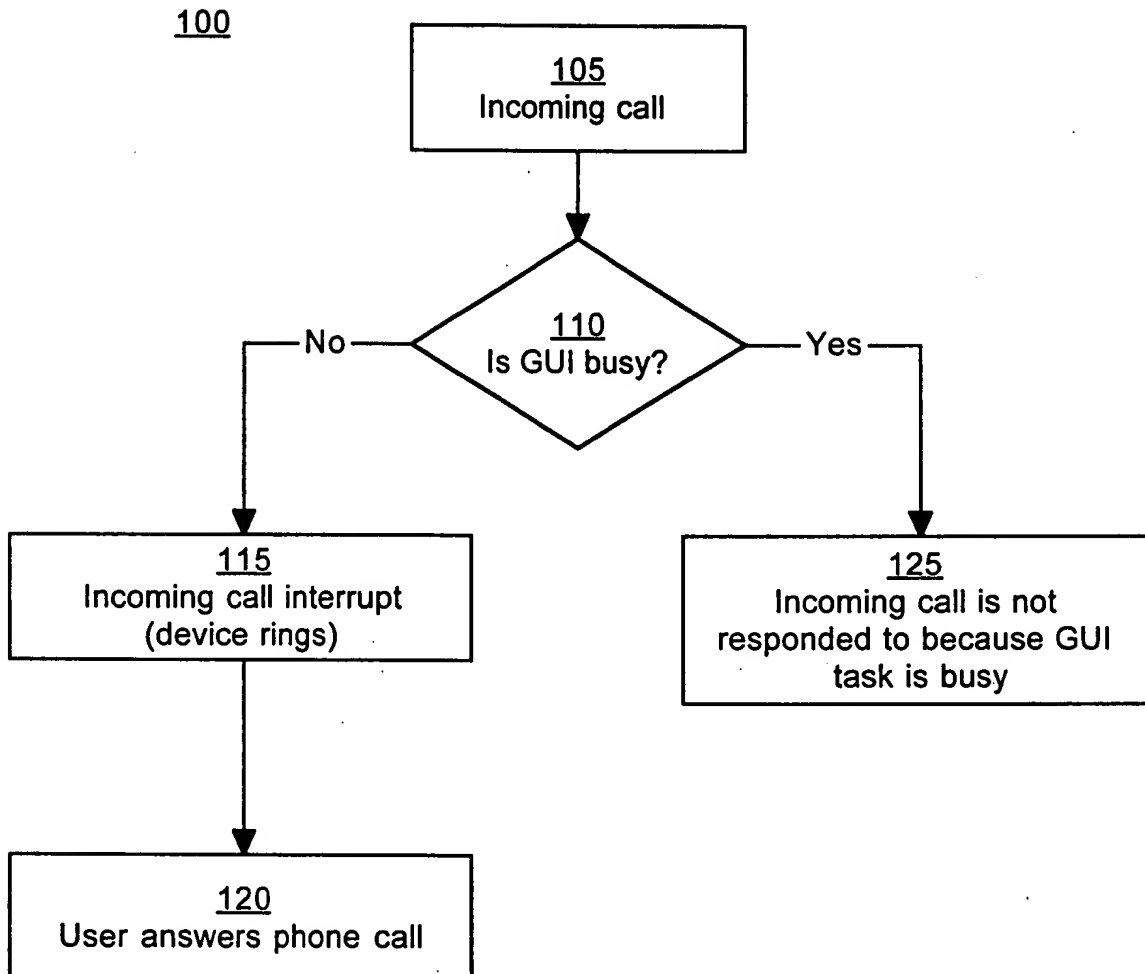 100
105
Incoming call
110
Is GUI busy?
No
Yes
115
Incoming call interrupt
(device rings)
125
Incoming call is not
responded to because GUI
task is busy
120
User answers phone call